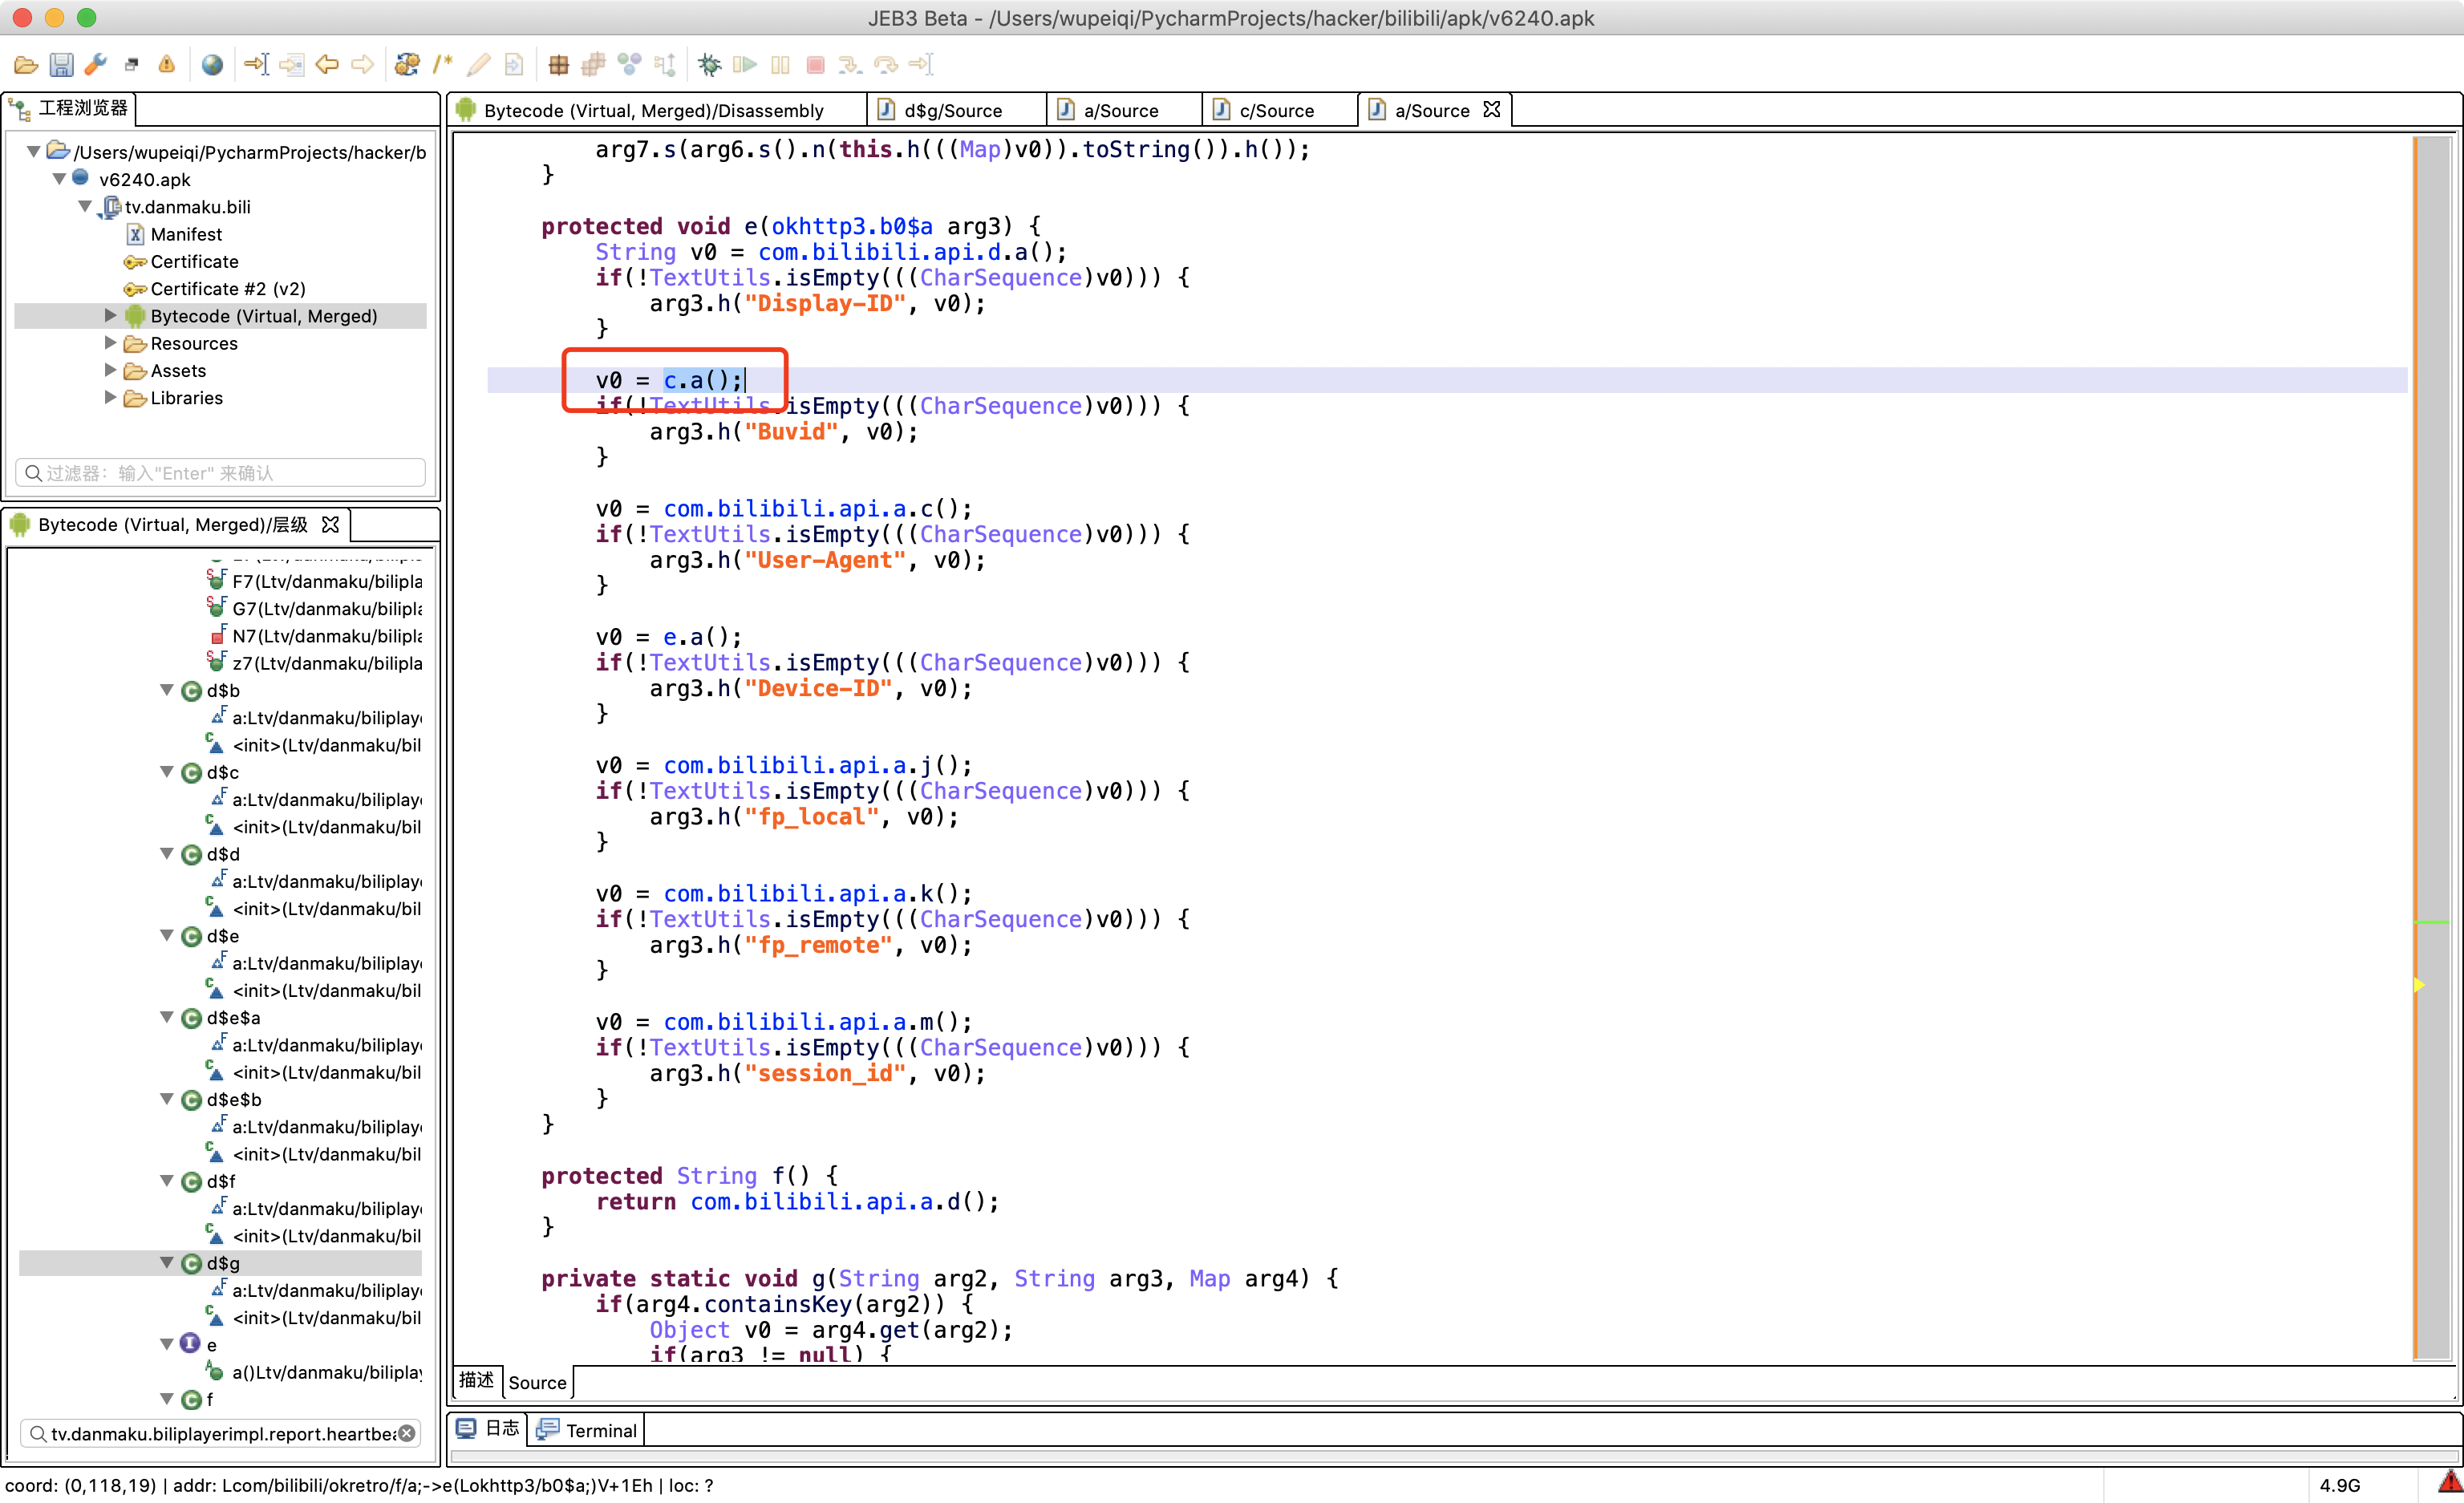 JEB3 Beta - /Users/wupeiqi/PycharmProjects/hacker/bilibili/apk/v6240.apk
工程浏览器
/Users/wupeiqi/PycharmProjects/hacker/b
v6240.apk
tv.danmaku.bili
Manifest
Certificate
Certificate #2 (v2)
Bytecode (Virtual, Merged)
Resources
Assets
Libraries
过滤器: 输入"Enter" 来确认
Bytecode (Virtual, Merged)/层级
F7(Ltv/danmaku/bilipla
G7(Ltv/danmaku/bilipla
N7(Ltv/danmaku/bilipla
z7(Ltv/danmaku/bilipla
d$b
a:Ltv/danmaku/biliplay
<init>(Ltv/danmaku/bil
d$c
a:Ltv/danmaku/biliplay
<init>(Ltv/danmaku/bil
d$d
a:Ltv/danmaku/biliplay
<init>(Ltv/danmaku/bil
d$e
a:Ltv/danmaku/biliplay
<init>(Ltv/danmaku/bil
d$e$a
a:Ltv/danmaku/biliplay
<init>(Ltv/danmaku/bil
d$e$b
a:Ltv/danmaku/biliplay
<init>(Ltv/danmaku/bil
d$f
a:Ltv/danmaku/biliplay
<init>(Ltv/danmaku/bil
d$g
a:Ltv/danmaku/biliplay
<init>(Ltv/danmaku/bil
e
a()Ltv/danmaku/biliplay
f
tv.danmaku.biliplayerimpl.report.heartbea
Bytecode (Virtual, Merged)/Disassembly
d$g/Source
a/Source
c/Source
a/Source
arg7.s(arg6.s().n(this.h(((Map)v0)).toString()).h());
}
protected void e(okhttp3.b0$a arg3) {
String v0 = com.bilibili.api.d.a();
if(!TextUtils.isEmpty(((CharSequence)v0))) {
arg3.h("Display-ID", v0);
}
v0 = c.a();
if(!TextUtils.isEmpty(((CharSequence)v0))) {
arg3.h("Buvid", v0);
}
v0 = com.bilibili.api.a.c();
if(!TextUtils.isEmpty(((CharSequence)v0))) {
arg3.h("User-Agent", v0);
}
v0 = e.a();
if(!TextUtils.isEmpty(((CharSequence)v0))) {
arg3.h("Device-ID", v0);
}
v0 = com.bilibili.api.a.j();
if(!TextUtils.isEmpty(((CharSequence)v0))) {
arg3.h("fp_local", v0);
}
v0 = com.bilibili.api.a.k();
if(!TextUtils.isEmpty(((CharSequence)v0))) {
arg3.h("fp_remote", v0);
}
v0 = com.bilibili.api.a.m();
if(!TextUtils.isEmpty(((CharSequence)v0))) {
arg3.h("session_id", v0);
}
}
protected String f() {
return com.bilibili.api.a.d();
}
private static void g(String arg2, String arg3, Map arg4) {
if(arg4.containsKey(arg2)) {
Object v0 = arg4.get(arg2);
if(arg3 != null) {
描述
Source
日志
Terminal
coord: (0,118,19) | addr: Lcom/bilibili/okretro/f/a;->e(Lokhttp3/b0$a;)V+1Eh | loc: ?
4.9G